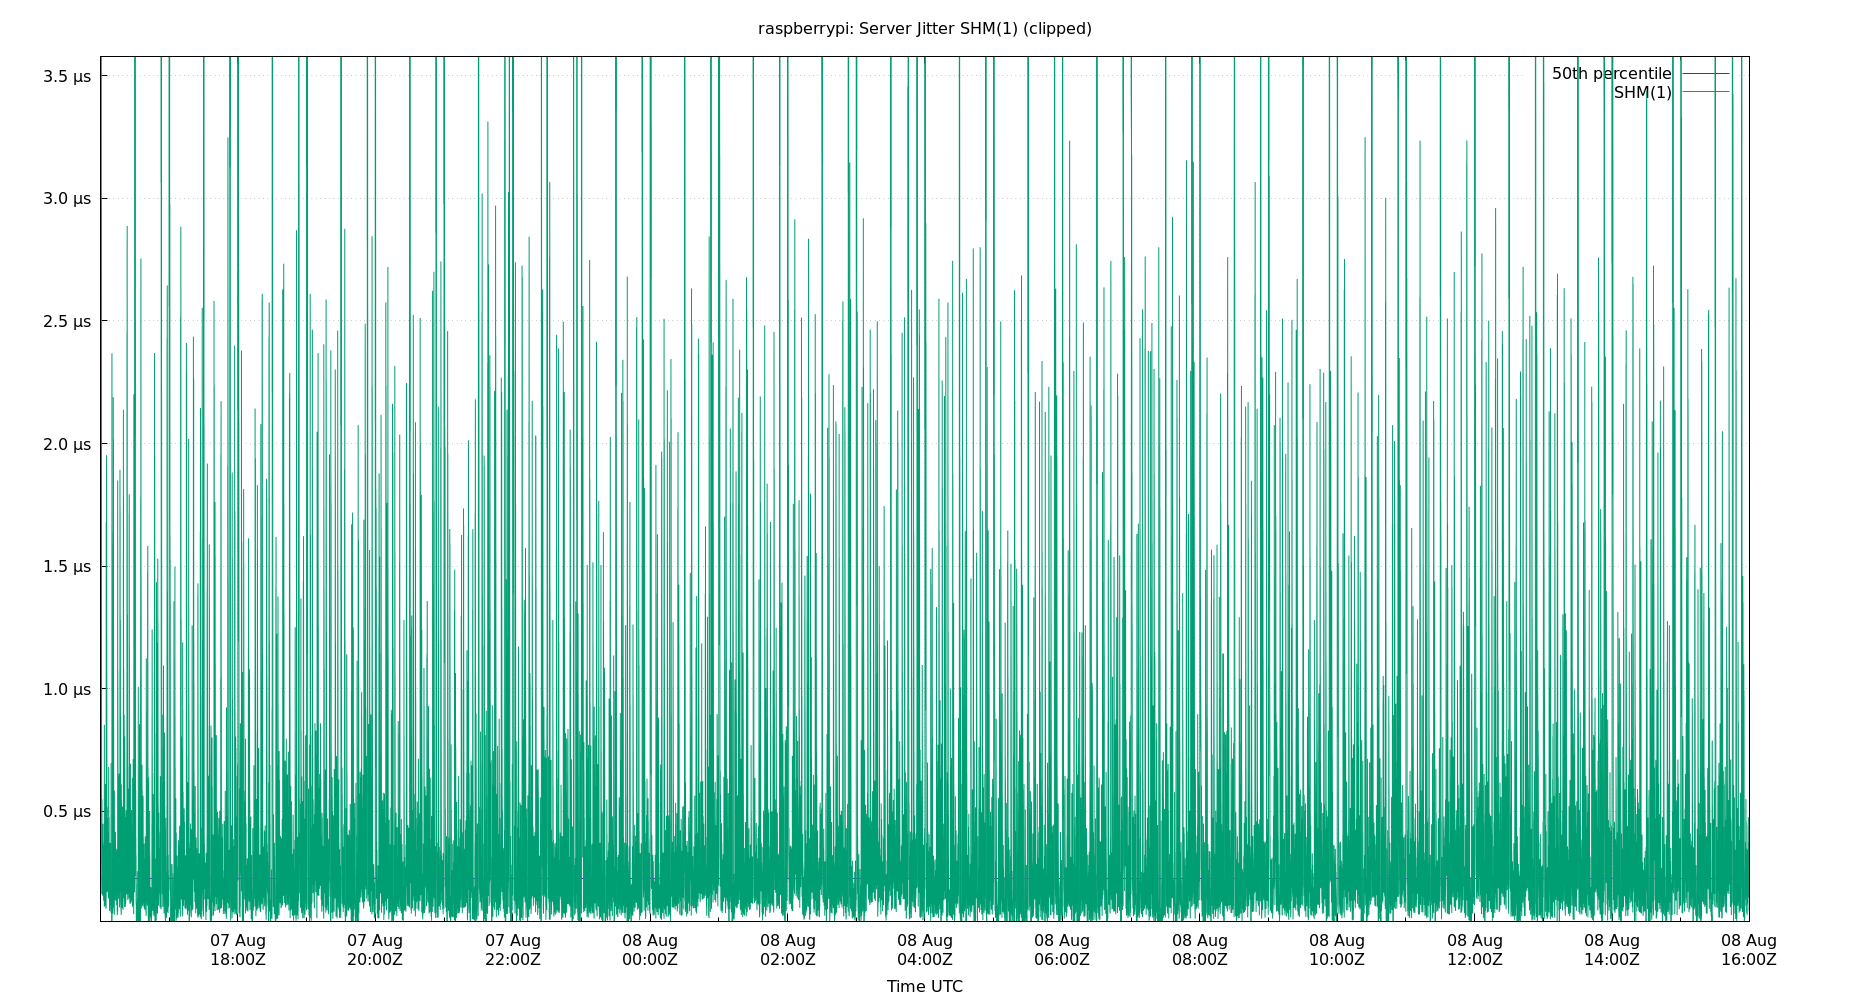 raspberrypi: Server Jitter SHM(1) (clipped)
3.5 µs
3.0 µs
2.5 µs
2.0 µs
1.5 µs
1.0 µs
0.5 µs
50th percentile
SHM(1)
07 Aug 07 Aug 07 Aug 08 Aug 08 Aug 08 Aug 08 Aug 08 Aug 08 Aug 08 Aug 08 Aug 08 Aug
18:00Z 20:00Z 22:00Z 00:00Z 02:00Z 04:00Z 06:00Z 08:00Z 10:00Z 12:00Z 14:00Z 16:00Z
Time UTC